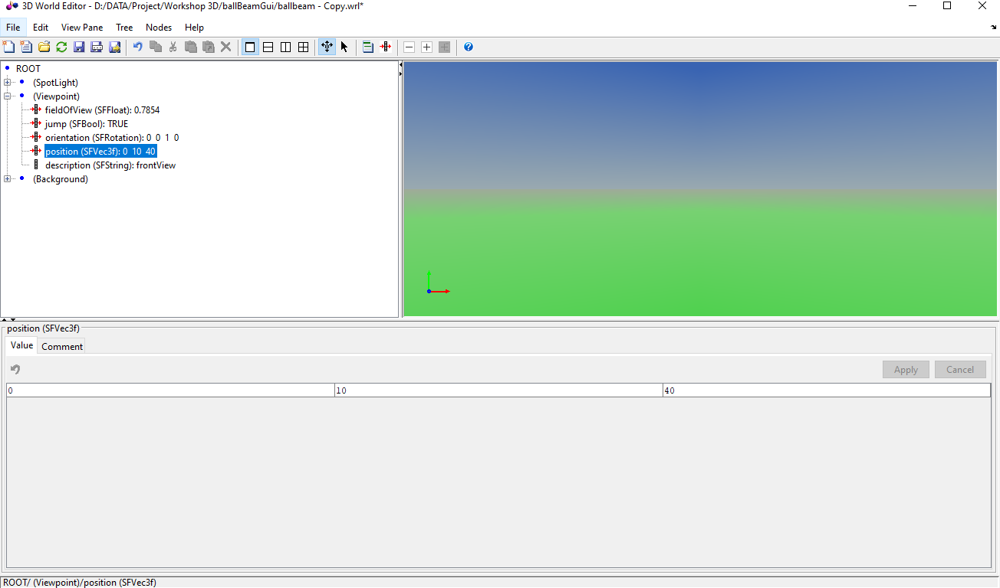 3D World Editor - D:/DATA/Project/Workshop 3D/ballBeamGui/ballbeam - Copy.wrl*
File Edit View Pane Tree Nodes Help
ROOT
(SpotLight)
(Viewpoint)
fieldOfView (SFFloat): 0.7854
jump (SFBool): TRUE
orientation (SFRotation): 0 0 1 0
position (SFVec3f): 0 10 40
description (SFString): frontView
(Background)
position (SFVec3f)
Value Comment
Apply Cancel
0 10 40
ROOT/ (Viewpoint)/position (SFVec3f)